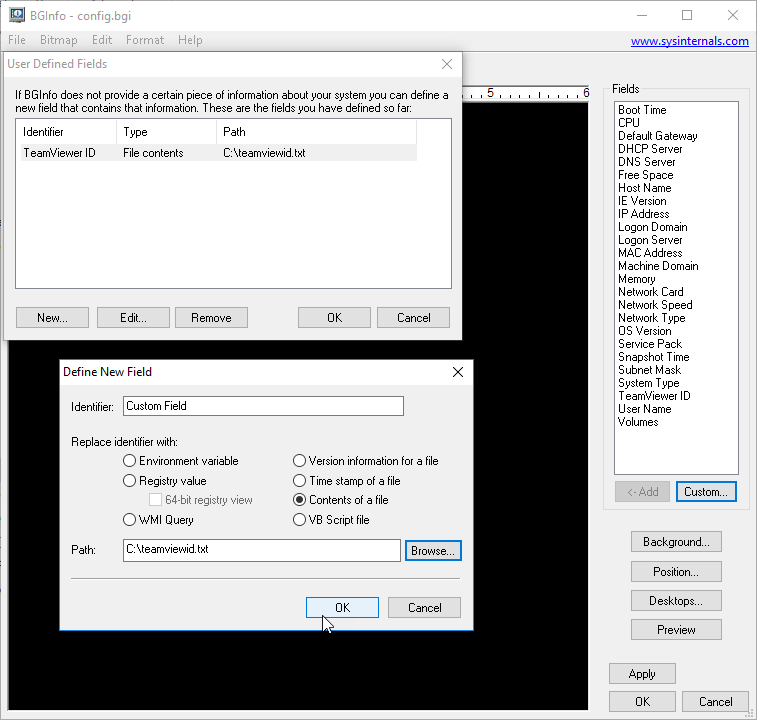 BGInfo - config.bgi
File Bitmap Edit Format Help
www.sysinternals.com
User Defined Fields
If BGInfo does not provide a certain piece of information about your system you can define a
new field that contains that information. These are the fields you have defined so far:
Identifier Type Path
TeamViewer ID File contents C:\teamviewid.txt
New... Edit... Remove OK Cancel
5 6
Define New Field
Identifier: Custom Field
Replace identifier with:
Environment variable Version information for a file
Registry value Time stamp of a file
64-bit registry view Contents of a file
WMI Query VB Script file
Path: C:\teamviewid.txt Browse...
OK Cancel
Fields
Boot Time
CPU
Default Gateway
DHCP Server
DNS Server
Free Space
Host Name
IE Version
IP Address
Logon Domain
Logon Server
MAC Address
Machine Domain
Memory
Network Card
Network Speed
Network Type
OS Version
Service Pack
Snapshot Time
Subnet Mask
System Type
TeamViewer ID
User Name
Volumes
<- Add Custom...
Background...
Position...
Desktops...
Preview
Apply
OK Cancel